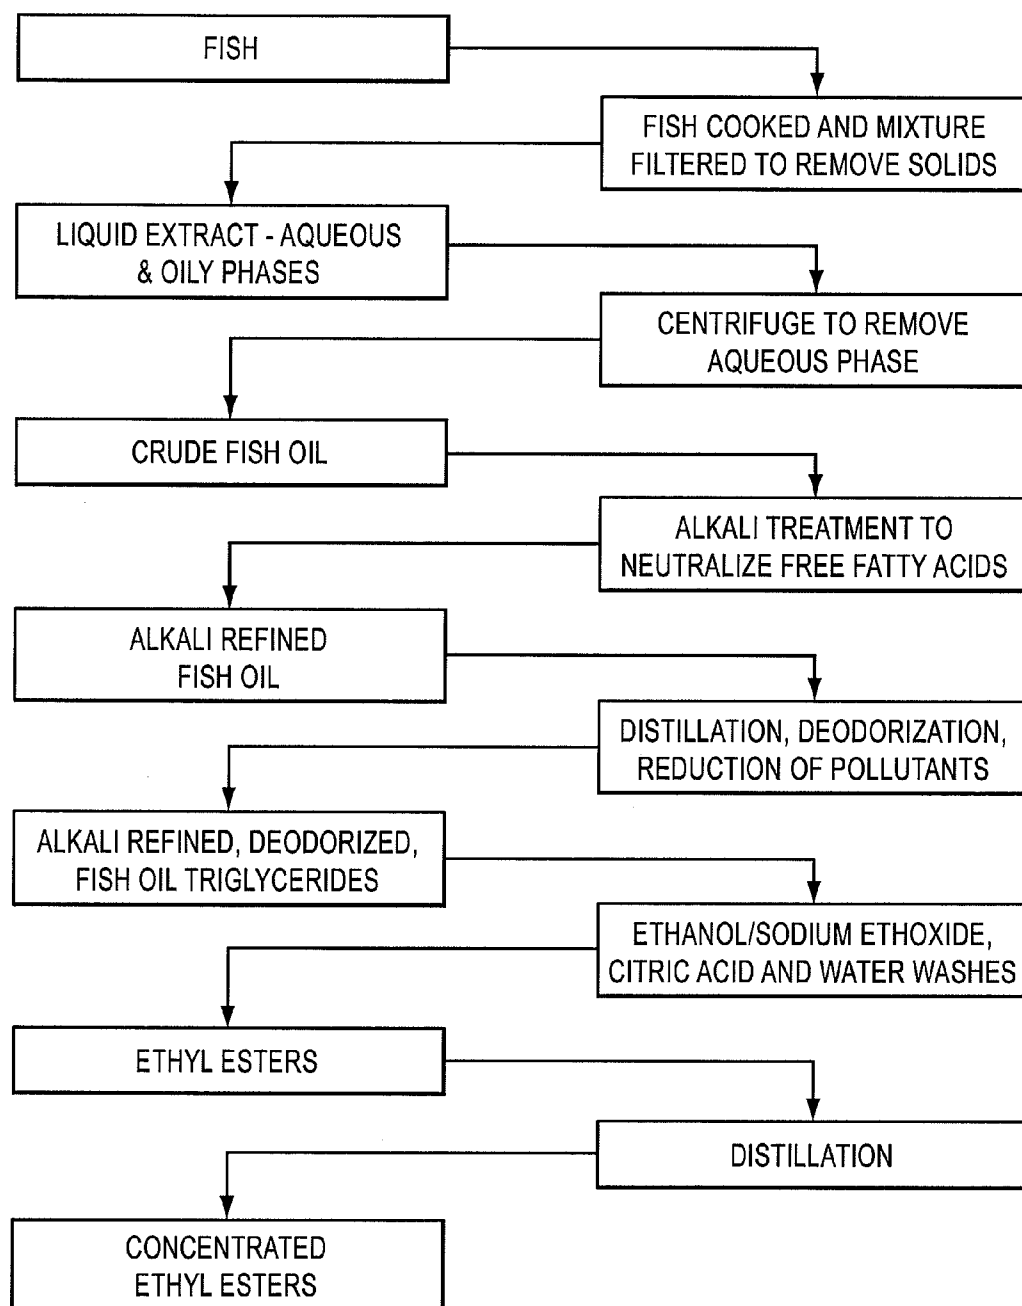 FISH
FISH COOKED AND MIXTURE
FILTERED TO REMOVE SOLIDS
LIQUID EXTRACT - AQUEOUS
& OILY PHASES
CENTRIFUGE TO REMOVE
AQUEOUS PHASE
CRUDE FISH OIL
ALKALI TREATMENT TO
NEUTRALIZE FREE FATTY ACIDS
ALKALI REFINED
FISH OIL
DISTILLATION, DEODORIZATION,
REDUCTION OF POLLUTANTS
ALKALI REFINED, DEODORIZED,
FISH OIL TRIGLYCERIDES
ETHANOL/SODIUM ETHOXIDE,
CITRIC ACID AND WATER WASHES
ETHYL ESTERS
DISTILLATION
CONCENTRATED
ETHYL ESTERS